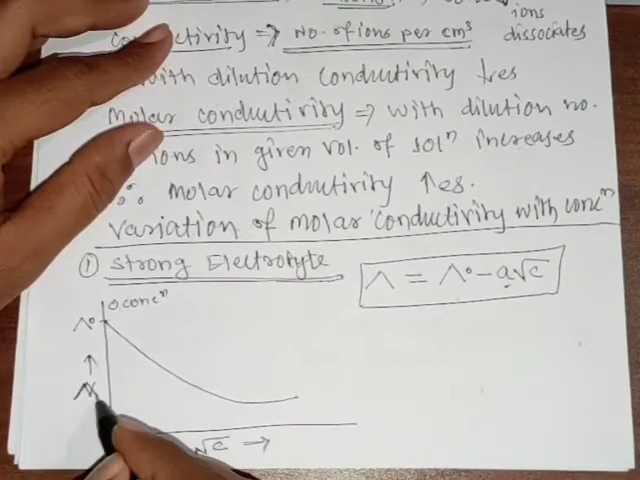 ions
conductivity ⇒ No. of ions per cm³ dissociates
with dilution conductivity ↓es
Molar conductivity ⇒ with dilution no.
ions in given vol. of solⁿ increases
∴ molar conductivity ↑es.
Variation of molar conductivity with concⁿ
① Strong Electrolyte
Λ = Λ° - a√c
0 concⁿ
Λ°
↑
Λ
√c →